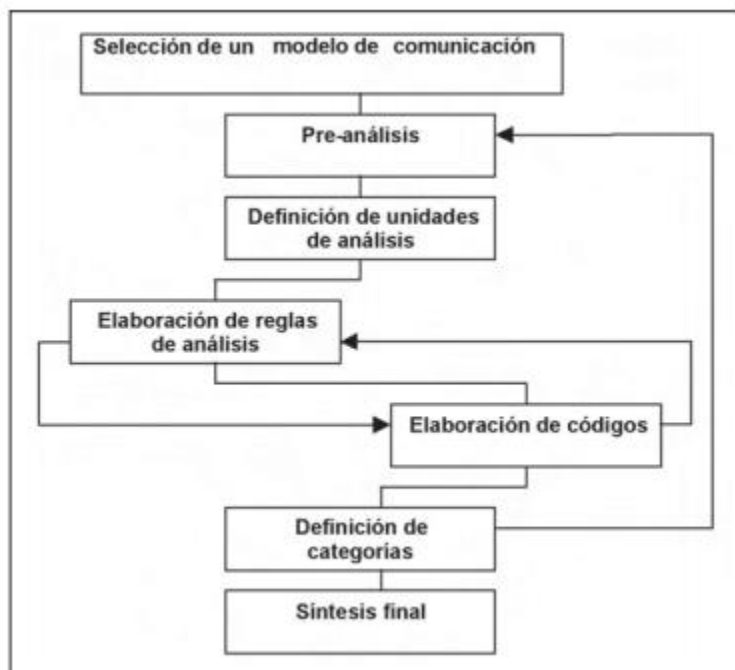 Selección de un modelo de comunicación
Pre-análisis
Definición de unidades
de análisis
Elaboración de reglas
de análisis
Elaboración de códigos
Definición de
categorías
Síntesis final